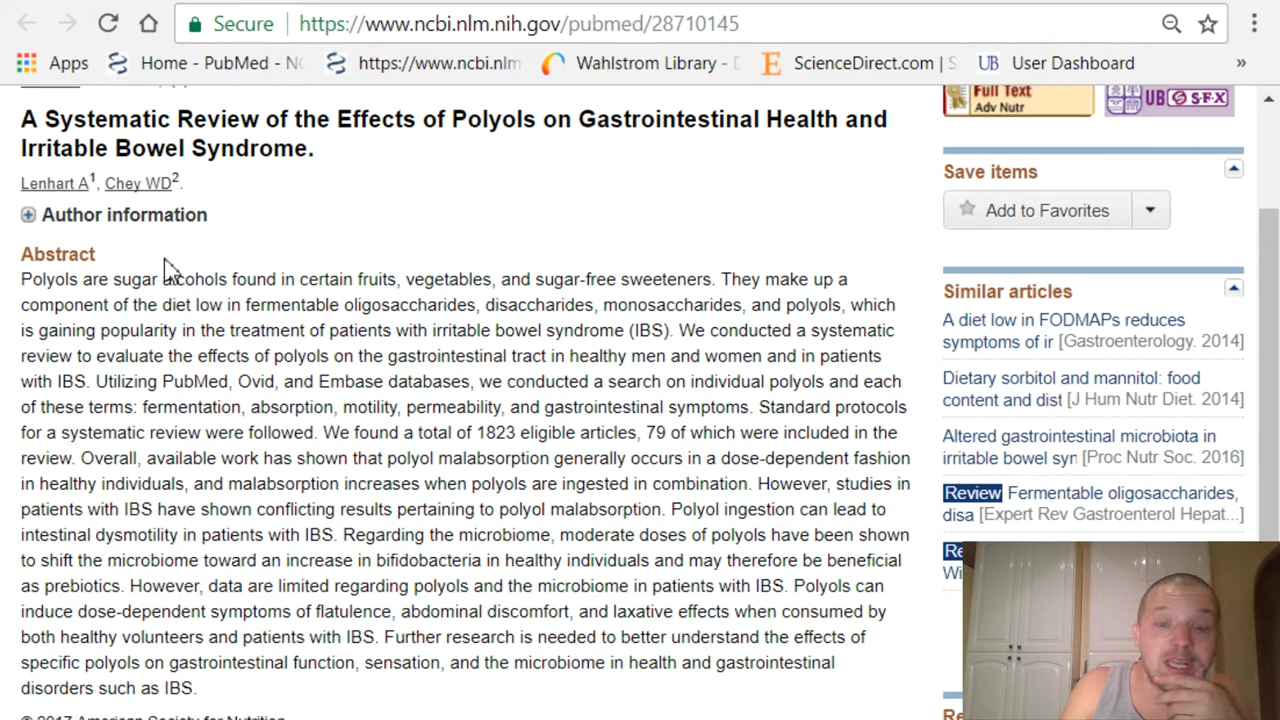 Secure https://www.ncbi.nlm.nih.gov/pubmed/28710145
Apps Home - PubMed - NC https://www.ncbi.nlm Wahlstrom Library - D ScienceDirect.com | S UB User Dashboard »
A Systematic Review of the Effects of Polyols on Gastrointestinal Health and
Irritable Bowel Syndrome.
Lenhart A1, Chey WD2.
Author information
Abstract
Polyols are sugar alcohols found in certain fruits, vegetables, and sugar-free sweeteners. They make up a
component of the diet low in fermentable oligosaccharides, disaccharides, monosaccharides, and polyols, which
is gaining popularity in the treatment of patients with irritable bowel syndrome (IBS). We conducted a systematic
review to evaluate the effects of polyols on the gastrointestinal tract in healthy men and women and in patients
with IBS. Utilizing PubMed, Ovid, and Embase databases, we conducted a search on individual polyols and each
of these terms: fermentation, absorption, motility, permeability, and gastrointestinal symptoms. Standard protocols
for a systematic review were followed. We found a total of 1823 eligible articles, 79 of which were included in the
review. Overall, available work has shown that polyol malabsorption generally occurs in a dose-dependent fashion
in healthy individuals, and malabsorption increases when polyols are ingested in combination. However, studies in
patients with IBS have shown conflicting results pertaining to polyol malabsorption. Polyol ingestion can lead to
intestinal dysmotility in patients with IBS. Regarding the microbiome, moderate doses of polyols have been shown
to shift the microbiome toward an increase in bifidobacteria in healthy individuals and may therefore be beneficial
as prebiotics. However, data are limited regarding polyols and the microbiome in patients with IBS. Polyols can
induce dose-dependent symptoms of flatulence, abdominal discomfort, and laxative effects when consumed by
both healthy volunteers and patients with IBS. Further research is needed to better understand the effects of
specific polyols on gastrointestinal function, sensation, and the microbiome in health and gastrointestinal
disorders such as IBS.
© 2017 American Society for Nutrition
Full Text
Adv Nutr
UB S·F·X
Save items
Add to Favorites
Similar articles
A diet low in FODMAPs reduces
symptoms of ir [Gastroenterology. 2014]
Dietary sorbitol and mannitol: food
content and dist [J Hum Nutr Diet. 2014]
Altered gastrointestinal microbiota in
irritable bowel syr [Proc Nutr Soc. 2016]
Review Fermentable oligosaccharides,
disa [Expert Rev Gastroenterol Hepat...]
Re
Wi
Re